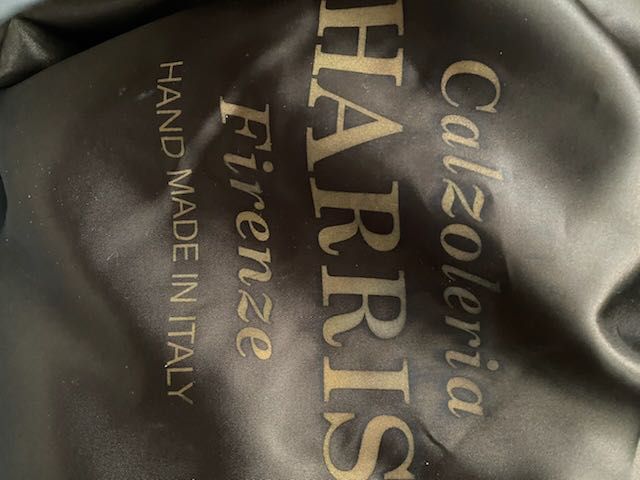 Calzoleria
HARRIS
Firenze
HAND MADE IN ITALY